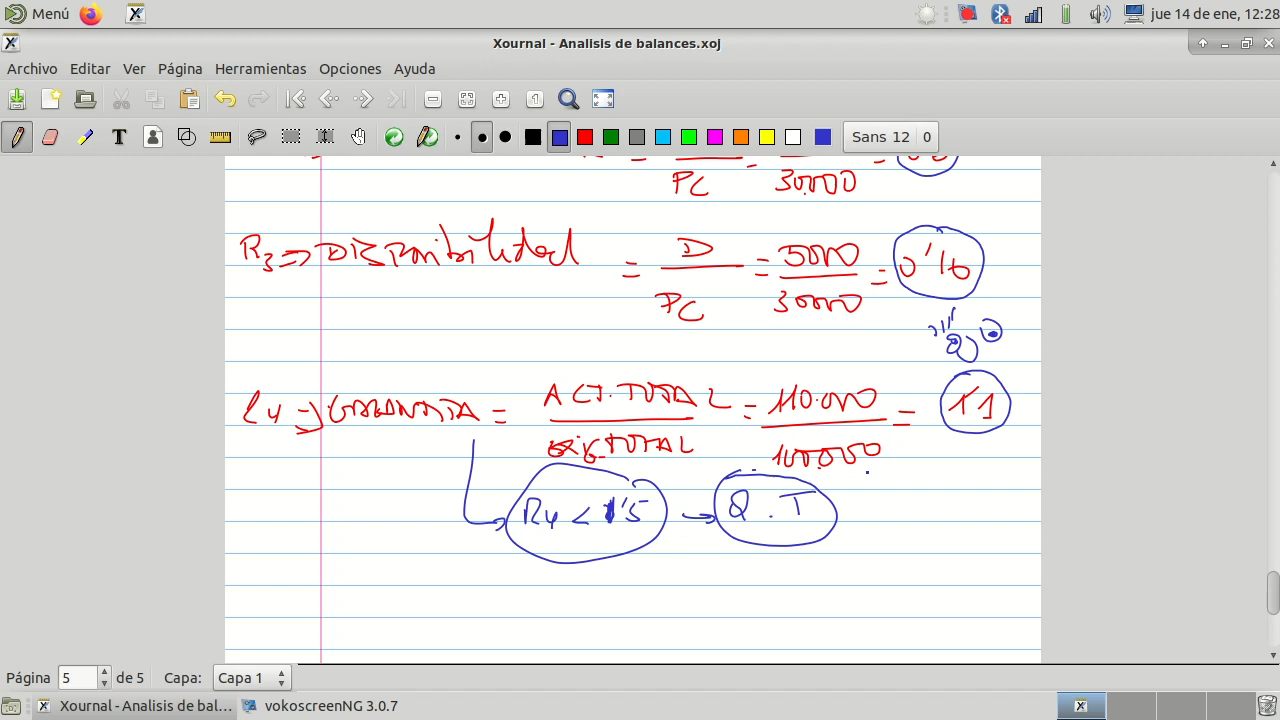 Menú jue 14 de ene, 12:28
Xournal - Analisis de balances.xoj
Archivo Editar Ver Página Herramientas Opciones Ayuda
Sans 12 0
PC 30.000
R3 => DISPonibilidad = D / PC = 5000 / 30000 = 0'16
R4 => GARANTIA = ACT. TOTAL / TOTAL = 110.000 / 100.000 = 1'1
R4 < 1'5 → Q.T
Página 5 de 5 Capa: Capa 1
Xournal - Analisis de bal... vokoscreenNG 3.0.7